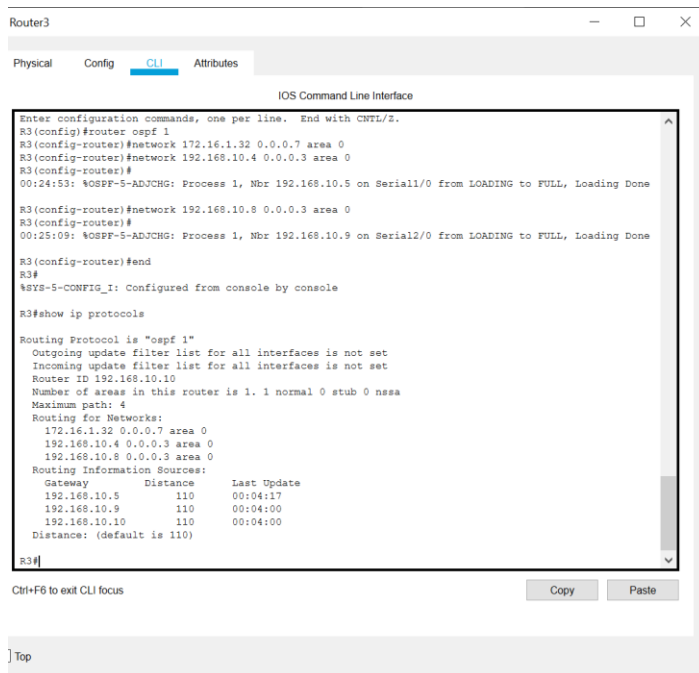 Router3
Physical Config CLI Attributes
IOS Command Line Interface
Enter configuration commands, one per line. End with CNTL/Z.
R3(config)#router ospf 1
R3(config-router)#network 172.16.1.32 0.0.0.7 area 0
R3(config-router)#network 192.168.10.4 0.0.0.3 area 0
R3(config-router)#
00:24:53: %OSPF-5-ADJCHG: Process 1, Nbr 192.168.10.5 on Serial1/0 from LOADING to FULL, Loading Done
R3(config-router)#network 192.168.10.8 0.0.0.3 area 0
R3(config-router)#
00:25:09: %OSPF-5-ADJCHG: Process 1, Nbr 192.168.10.9 on Serial2/0 from LOADING to FULL, Loading Done
R3(config-router)#end
R3#
%SYS-5-CONFIG_I: Configured from console by console
R3#show ip protocols
Routing Protocol is "ospf 1"
Outgoing update filter list for all interfaces is not set
Incoming update filter list for all interfaces is not set
Router ID 192.168.10.10
Number of areas in this router is 1. 1 normal 0 stub 0 nssa
Maximum path: 4
Routing for Networks:
172.16.1.32 0.0.0.7 area 0
192.168.10.4 0.0.0.3 area 0
192.168.10.8 0.0.0.3 area 0
Routing Information Sources:
Gateway Distance Last Update
192.168.10.5 110 00:04:17
192.168.10.9 110 00:04:00
192.168.10.10 110 00:04:00
Distance: (default is 110)
R3#
Ctrl+F6 to exit CLI focus
Copy Paste
Top